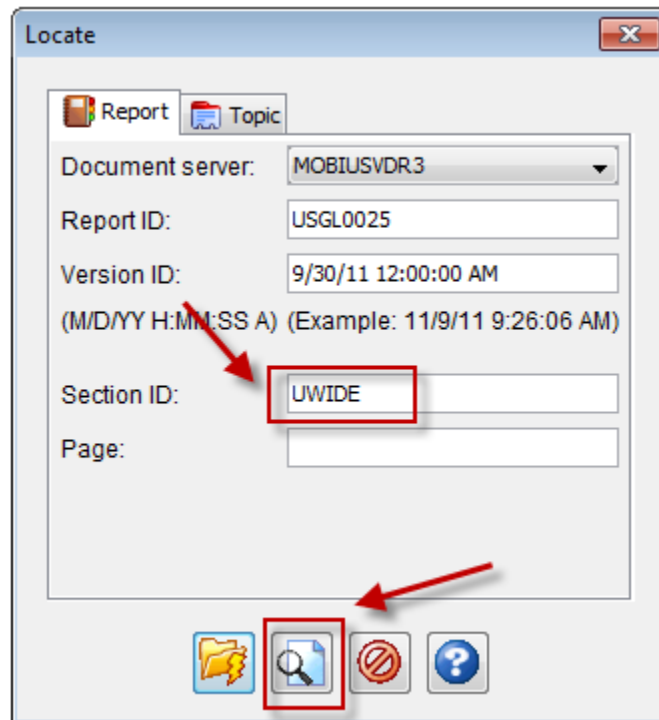 Locate
Report Topic
Document server: MOBIUSVDR3
Report ID: USGL0025
Version ID: 9/30/11 12:00:00 AM
(M/D/YY H:MM:SS A) (Example: 11/9/11 9:26:06 AM)
Section ID: UWIDE
Page:
?